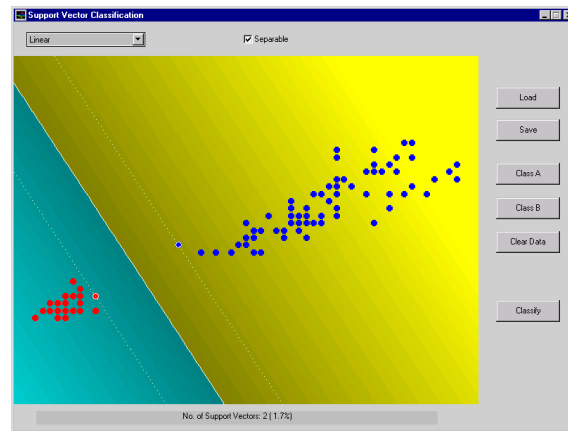 Support Vector Classification
Linear
Separable
Load
Save
Class A
Class B
Clear Data
Classify
No. of Support Vectors: 2 (1.7%)